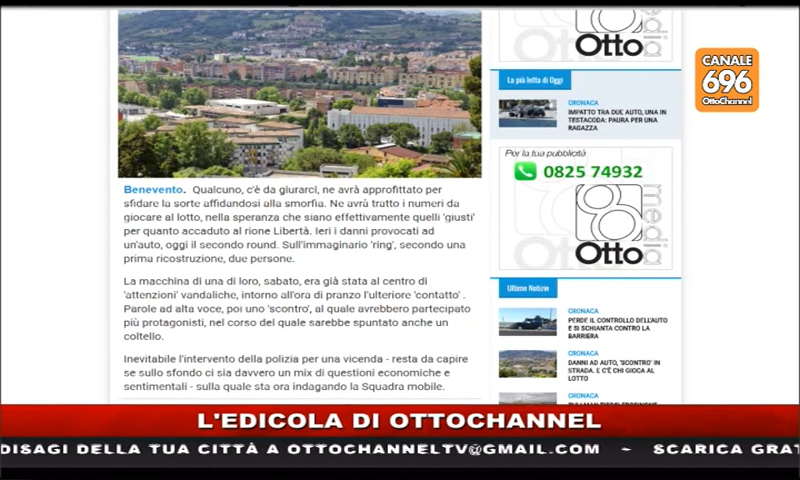 Otto
media
CANALE
696
OttoChannel
La più letta di Oggi
CRONACA
IMPATTO TRA DUE AUTO, UNA IN
TESTACODA: PAURA PER UNA
RAGAZZA
Per la tua pubblicità
0825 74932
Otto
media
Benevento. Qualcuno, c'è da giurarci, ne avrà approfittato per
sfidare la sorte affidandosi alla smorfia. Ne avrà tratto i numeri da
giocare al lotto, nella speranza che siano effettivamente quelli 'giusti'
per quanto accaduto al rione Libertà. Ieri i danni provocati ad
un'auto, oggi il secondo round. Sull'immaginario 'ring', secondo una
prima ricostruzione, due persone.
La macchina di una di loro, sabato, era già stata al centro di
'attenzioni' vandaliche, intorno all'ora di pranzo l'ulteriore 'contatto' .
Parole ad alta voce, poi uno 'scontro', al quale avrebbero partecipato
più protagonisti, nel corso del quale sarebbe spuntato anche un
coltello.
Inevitabile l'intervento della polizia per una vicenda - resta da capire
se sullo sfondo ci sia davvero un mix di questioni economiche e
sentimentali - sulla quale sta ora indagando la Squadra mobile.
Ultime Notizie
CRONACA
PERDE IL CONTROLLO DELL'AUTO
E SI SCHIANTA CONTRO LA
BARRIERA
CRONACA
DANNI AD AUTO, 'SCONTRO' IN
STRADA. E C'È CHI GIOCA AL
LOTTO
CRONACA
L'EDICOLA DI OTTOCHANNEL
DISAGI DELLA TUA CITTÀ A OTTOCHANNELTV@GMAIL.COM ~ SCARICA GRAT